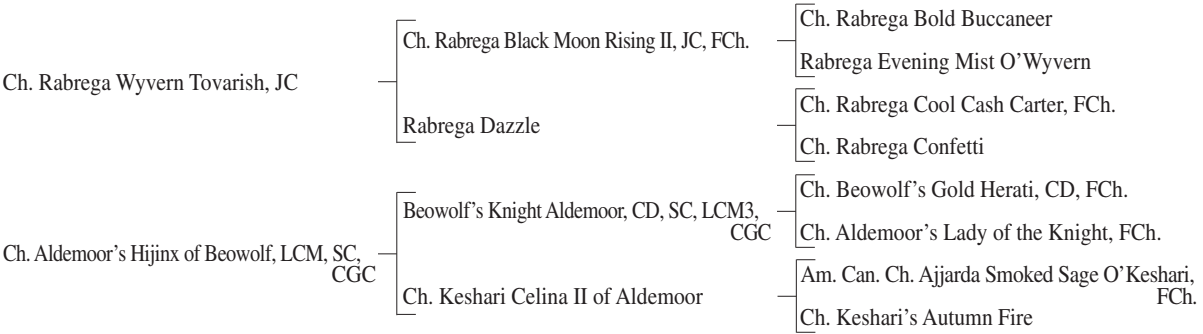 Ch. Rabrega Bold Buccaneer
Ch. Rabrega Black Moon Rising II, JC, FCh.
Rabrega Evening Mist O’Wyvern
Ch. Rabrega Wyvern Tovarish, JC
Ch. Rabrega Cool Cash Carter, FCh.
Rabrega Dazzle
Ch. Rabrega Confetti
Ch. Beowolf’s Gold Herati, CD, FCh.
Beowolf’s Knight Aldemoor, CD, SC, LCM3,
CGC
Ch. Aldemoor’s Lady of the Knight, FCh.
Ch. Aldemoor’s Hijinx of Beowolf, LCM, SC,
CGC
Am. Can. Ch. Ajjarda Smoked Sage O’Keshari,
FCh.
Ch. Keshari Celina II of Aldemoor
Ch. Keshari’s Autumn Fire